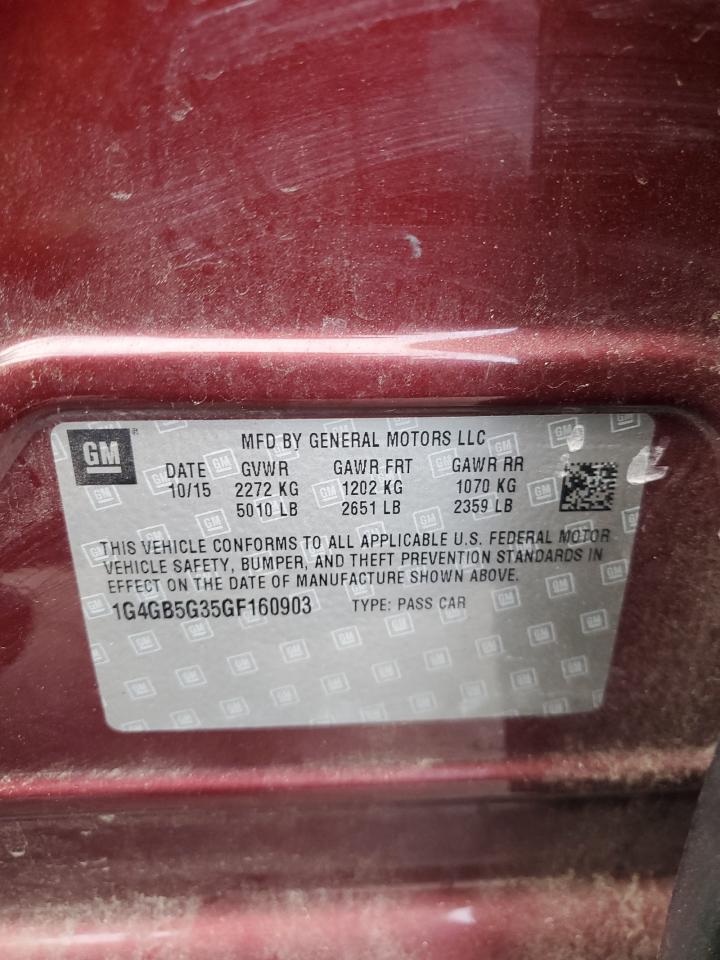 GM
MFD BY GENERAL MOTORS LLC
DATE GVWR GAWR FRT GAWR RR
10/15 2272 KG 1202 KG 1070 KG
5010 LB 2651 LB 2359 LB
THIS VEHICLE CONFORMS TO ALL APPLICABLE U.S. FEDERAL MOTOR
VEHICLE SAFETY, BUMPER, AND THEFT PREVENTION STANDARDS IN
EFFECT ON THE DATE OF MANUFACTURE SHOWN ABOVE.
1G4GB5G35GF160903 TYPE: PASS CAR